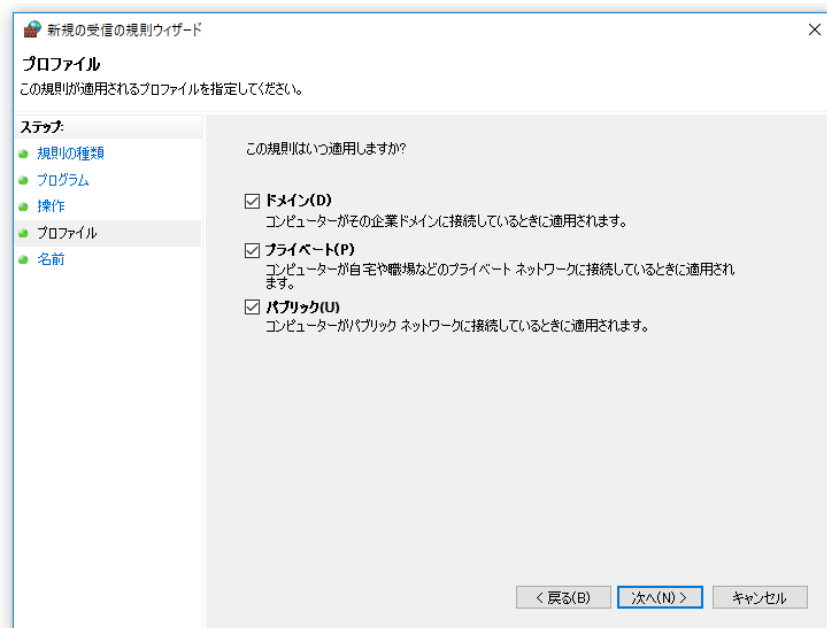 新規の受信の規則ウィザード
プロファイル
この規則が適用されるプロファイルを指定してください。
ステップ:
規則の種類
プログラム
操作
プロファイル
名前
この規則はいつ適用しますか?
ドメイン(D)
コンピューターがその企業ドメインに接続しているときに適用されます。
プライベート(P)
コンピューターが自宅や職場などのプライベート ネットワークに接続しているときに適用され
ます。
パブリック(U)
コンピューターがパブリック ネットワークに接続しているときに適用されます。
< 戻る(B)
次へ(N) >
キャンセル